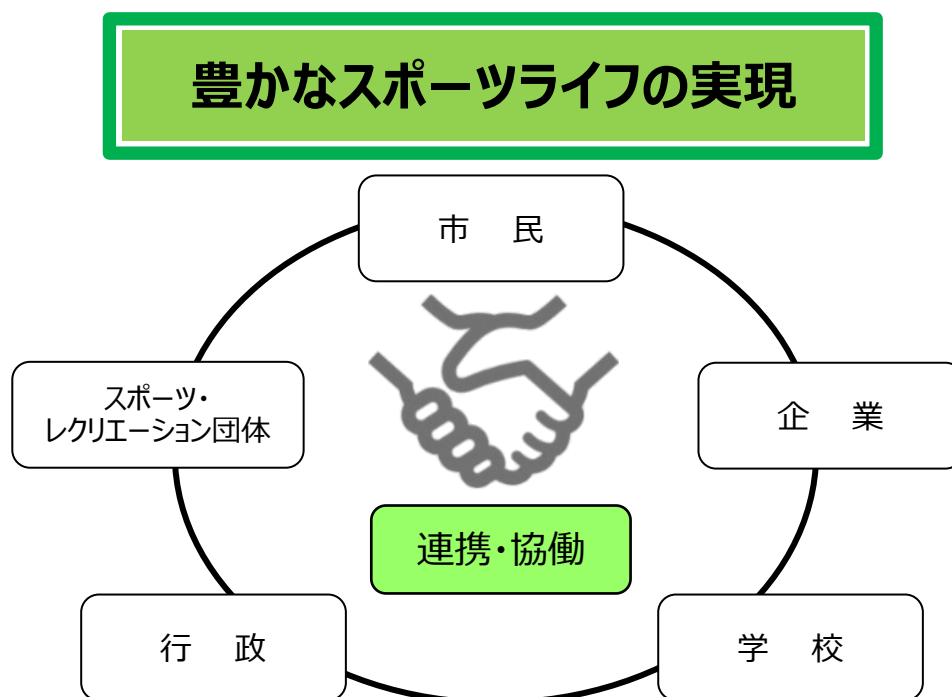 豊かなスポーツライフの実現
市　民
スポーツ・
レクリエーション団体
企　業
連携・協働
行　政
学　校